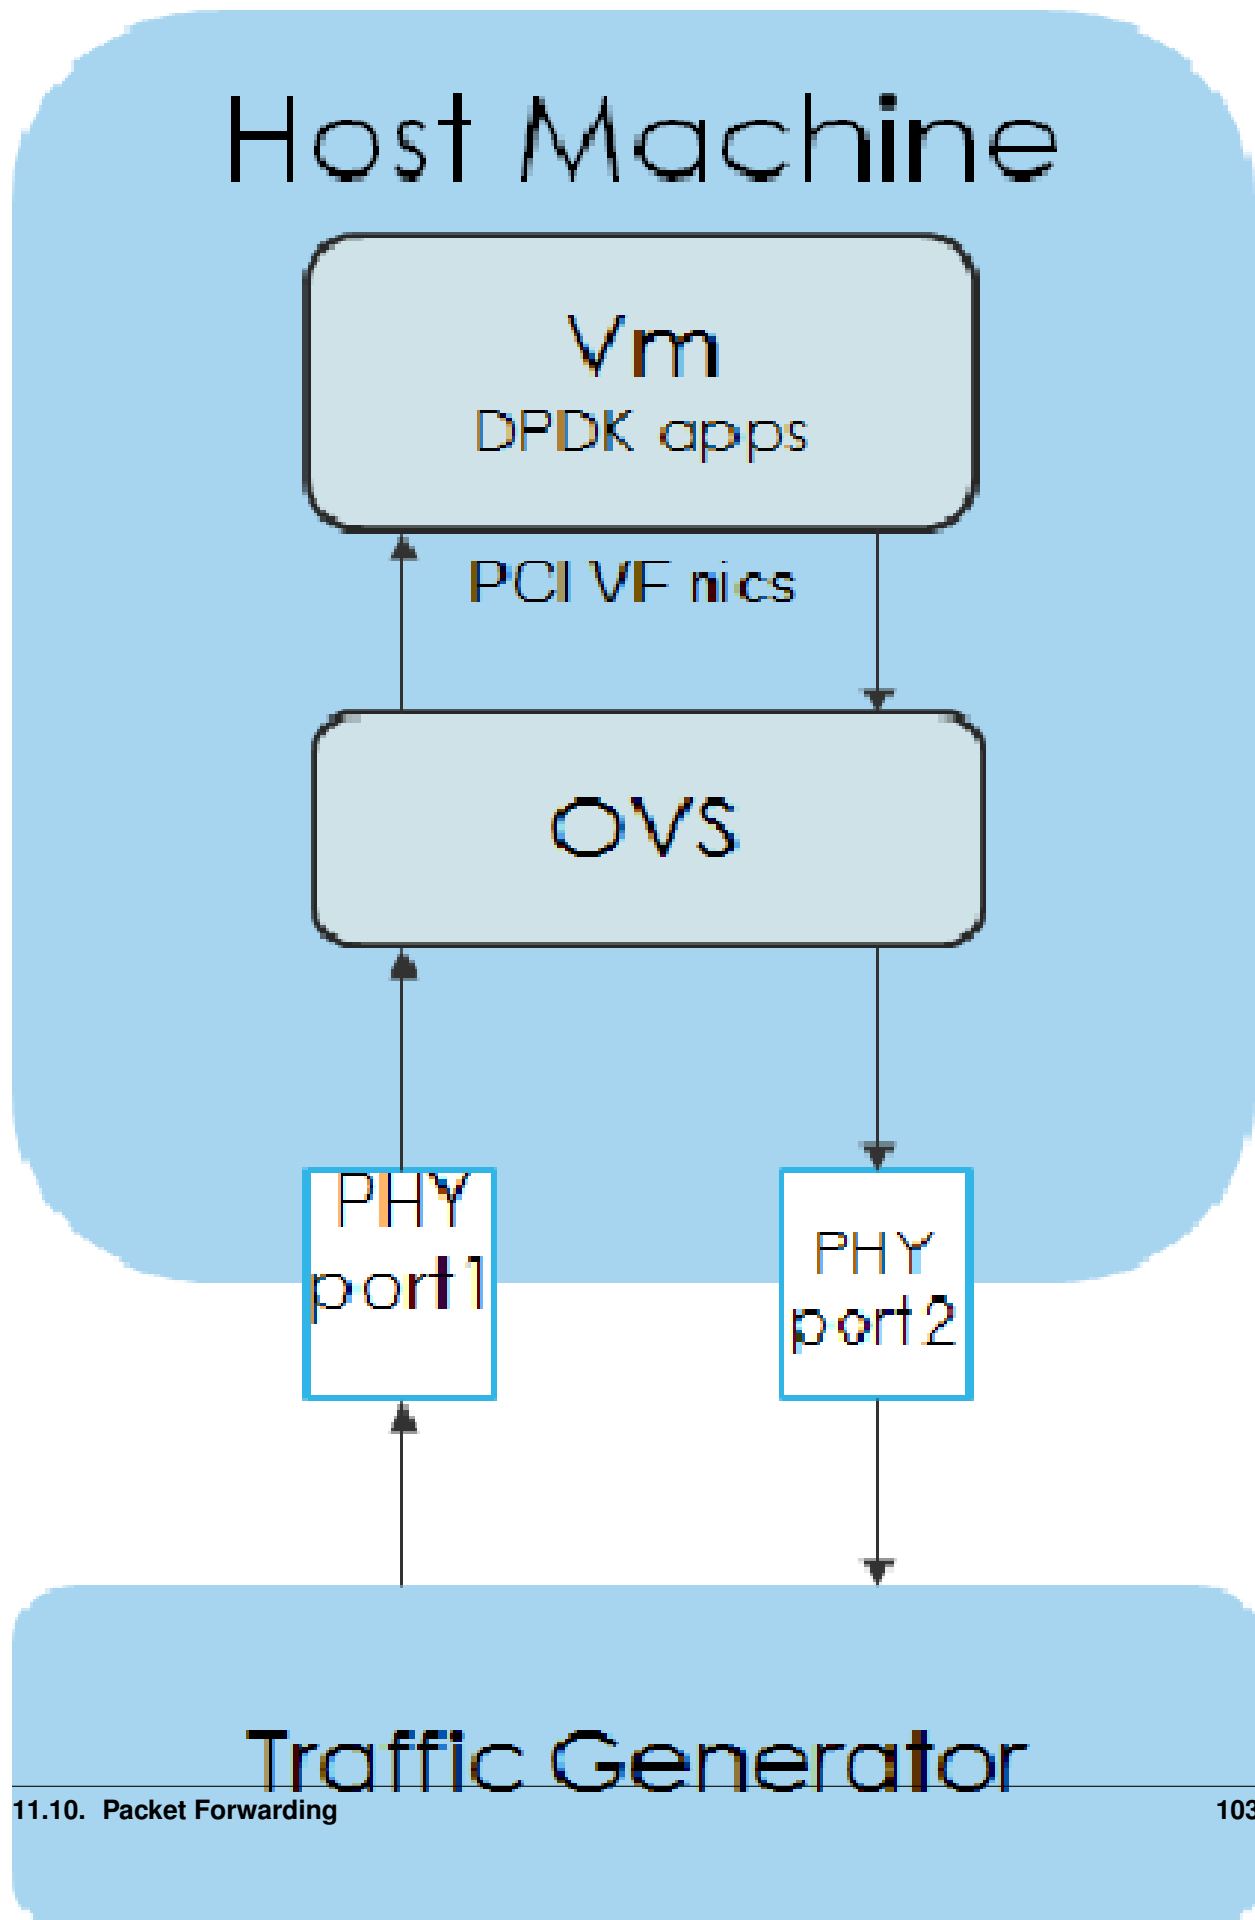 Host Machine
Vm
DPDK apps
PCI VF nics
OVS
PHY
port1
PHY
port2
Traffic Generator
11.10. Packet Forwarding
103